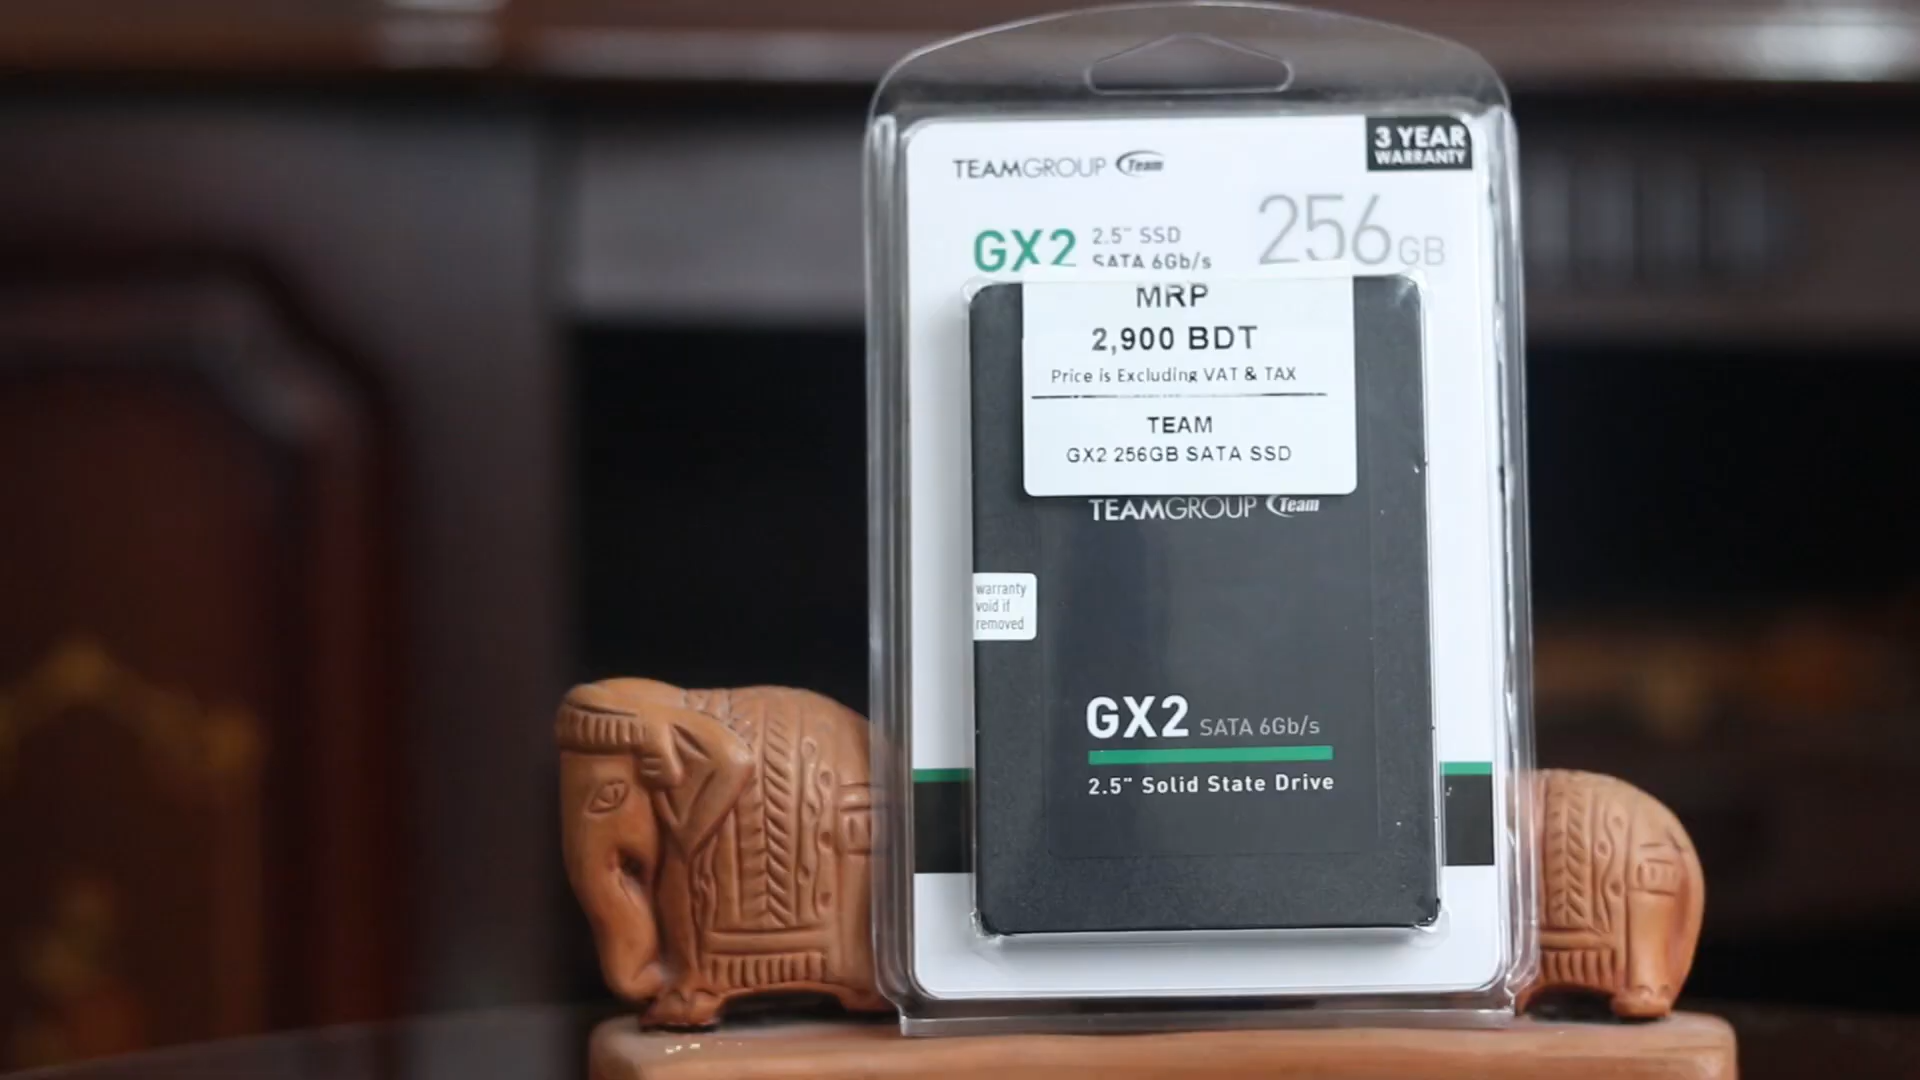 3 YEAR
WARRANTY
TEAMGROUP Team
GX2
2.5" SSD
SATA 6Gb/s
256GB
MRP
2,900 BDT
Price is Excluding VAT & TAX
TEAM
GX2 256GB SATA SSD
TEAMGROUP Team
warranty
void if
removed
GX2 SATA 6Gb/s
2.5" Solid State Drive